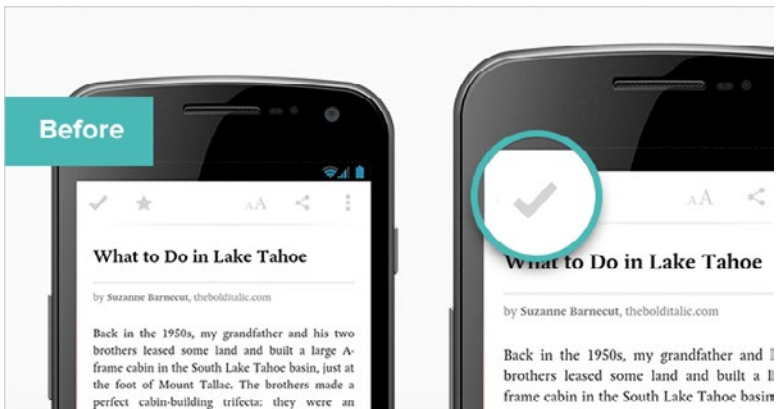 Before
AA
What to Do in Lake Tahoe
by Suzanne Barnecut, thebolditalic.com
Back in the 1950s, my grandfather and his two
brothers leased some land and built a large A-
frame cabin in the South Lake Tahoe basin, just at
the foot of Mount Tallac. The brothers made a
perfect cabin-building trifecta: they were an
AA
What to Do in Lake Tahoe
by Suzanne Barnecut, thebolditalic.com
Back in the 1950s, my grandfather and
brothers leased some land and built a
frame cabin in the South Lake Tahoe basin